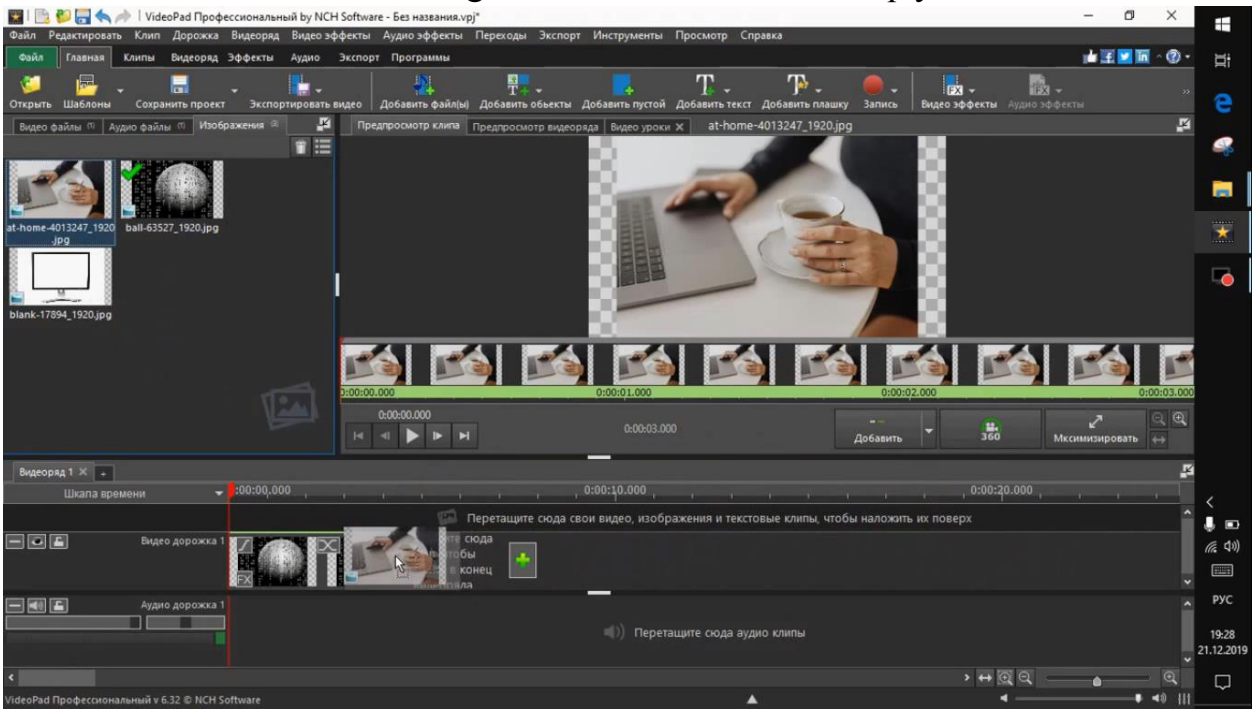 VideoPad Профессиональный by NCH Software - Без названия.vpj*
Файл Редактировать Клип Дорожка Видеоряд Видео эффекты Аудио эффекты Переходы Экспорт Инструменты Просмотр Справка
Файл Главная Клипы Видеоряд Эффекты Аудио Экспорт Программы
Открыть Шаблоны Сохранить проект Экспортировать видео Добавить файл(ы) Добавить объекты Добавить пустой Добавить текст Добавить плашку Запись Видео эффекты Аудио эффекты
Видео файлы Аудио файлы Изображения Предпросмотр клипа Предпросмотр видеоряда Видео уроки at-home-4013247_1920.jpg
at-home-4013247_1920.jpg ball-63527_1920.jpg
blank-17894_1920.jpg
0:00:00.000 0:00:01.000 0:00:02.000 0:00:03.000
0:00:00.000
0:00:03.000
Добавить 360 Мксимизировать
Видеоряд 1
Шкала времени :00:00,000 0:00:10.000 0:00:20.000
Перетащите сюда свои видео, изображения и текстовые клипы, чтобы наложить их поверх
Видео дорожка 1
сюда
в конец
FX
Аудио дорожка 1
Перетащите сюда аудио клипы
VideoPad Профессиональный v 6.32 © NCH Software
РУС
19:28
21.12.2019